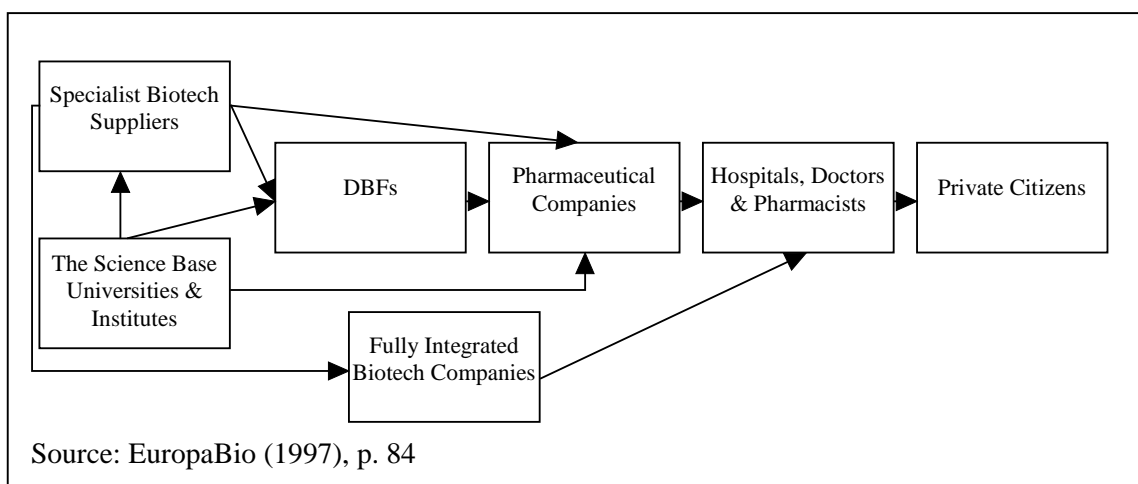 Specialist Biotech
Suppliers
DBFs
Pharmaceutical
Companies
Hospitals, Doctors
& Pharmacists
Private Citizens
The Science Base
Universities &
Institutes
Fully Integrated
Biotech Companies
Source: EuropaBio (1997), p. 84